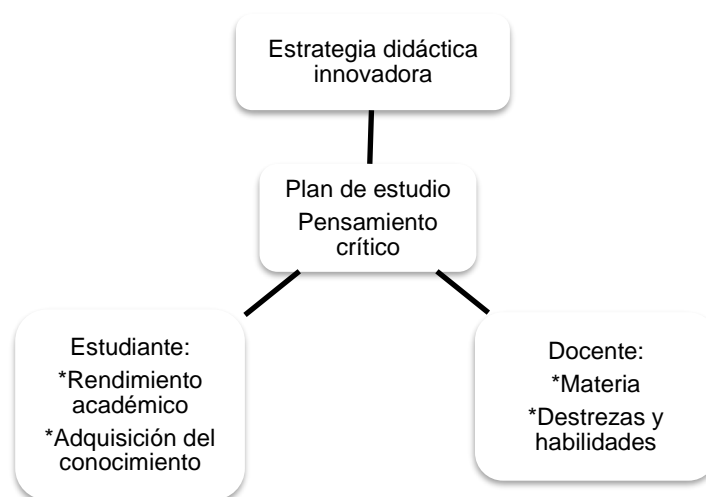 Estrategia didáctica
innovadora
Plan de estudio
Pensamiento
crítico
Estudiante:
*Rendimiento
académico
*Adquisición del
conocimiento
Docente:
*Materia
*Destrezas y
habilidades